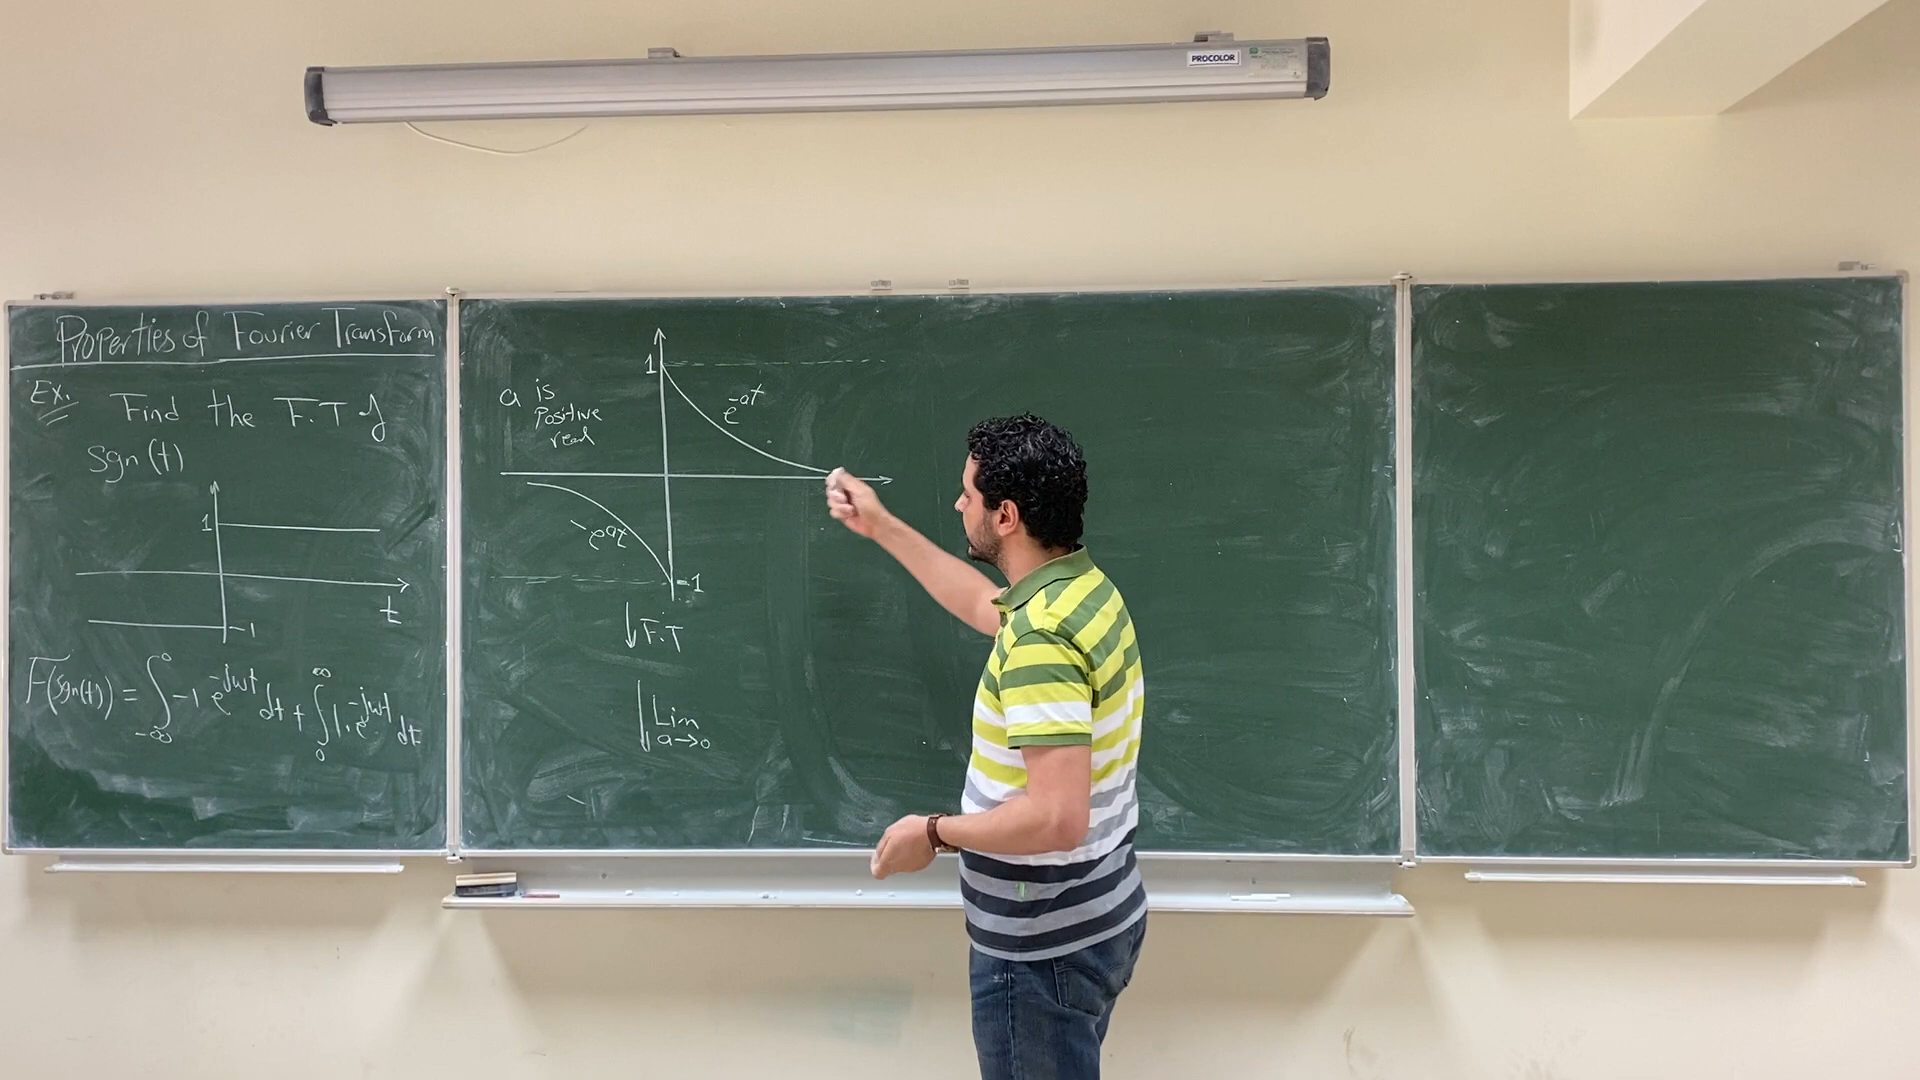 PROCOLOR
Properties of Fourier Transform
Ex.
Find the F.T of
sgn(t)
1
t
-1
F(sgn(t)) = ∫_{-∞}^{0} -1 e^{-jwt} dt + ∫_{0}^{∞} 1. e^{-jwt} dt
1
a is
Positive
real
e^{-at}
-e^{at}
-1
↓ F.T
↓ Lim
a→0